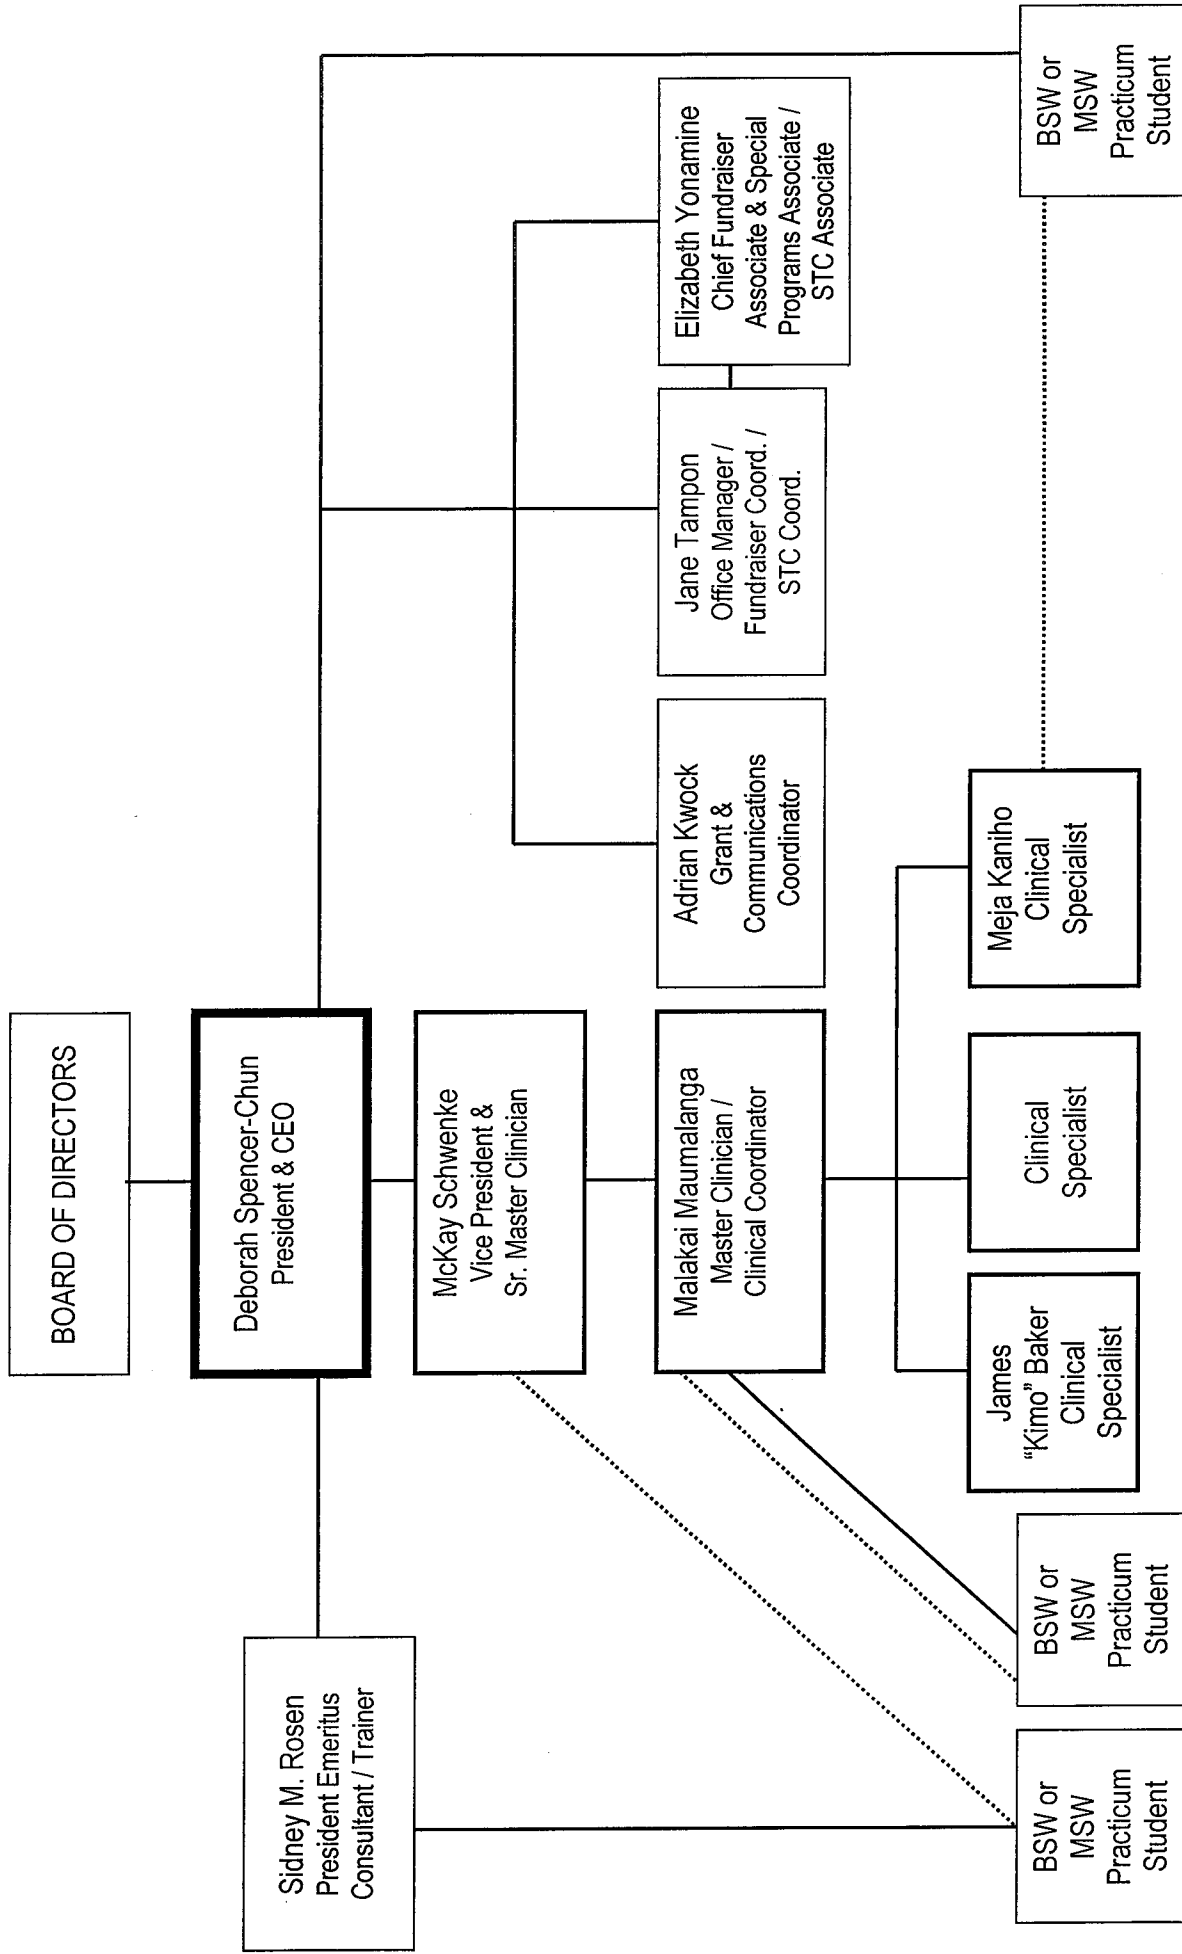 BOARD OF DIRECTORS
Deborah Spencer-Chun
President & CEO
Sidney M. Rosen
President Emeritus
Consultant / Trainer
McKay Schwenke
Vice President &
Sr. Master Clinician
Malakai Maumalanga
Master Clinician /
Clinical Coordinator
Adrian Kwock
Grant &
Communications
Coordinator
Jane Tampon
Office Manager /
Fundraiser Coord. /
STC Coord.
Elizabeth Yonamine
Chief Fundraiser
Associate & Special
Programs Associate /
STC Associate
BSW or
MSW
Practicum
Student
BSW or
MSW
Practicum
Student
James
“Kimo” Baker
Clinical
Specialist
Clinical
Specialist
Meja Kaniho
Clinical
Specialist
BSW or
MSW
Practicum
Student